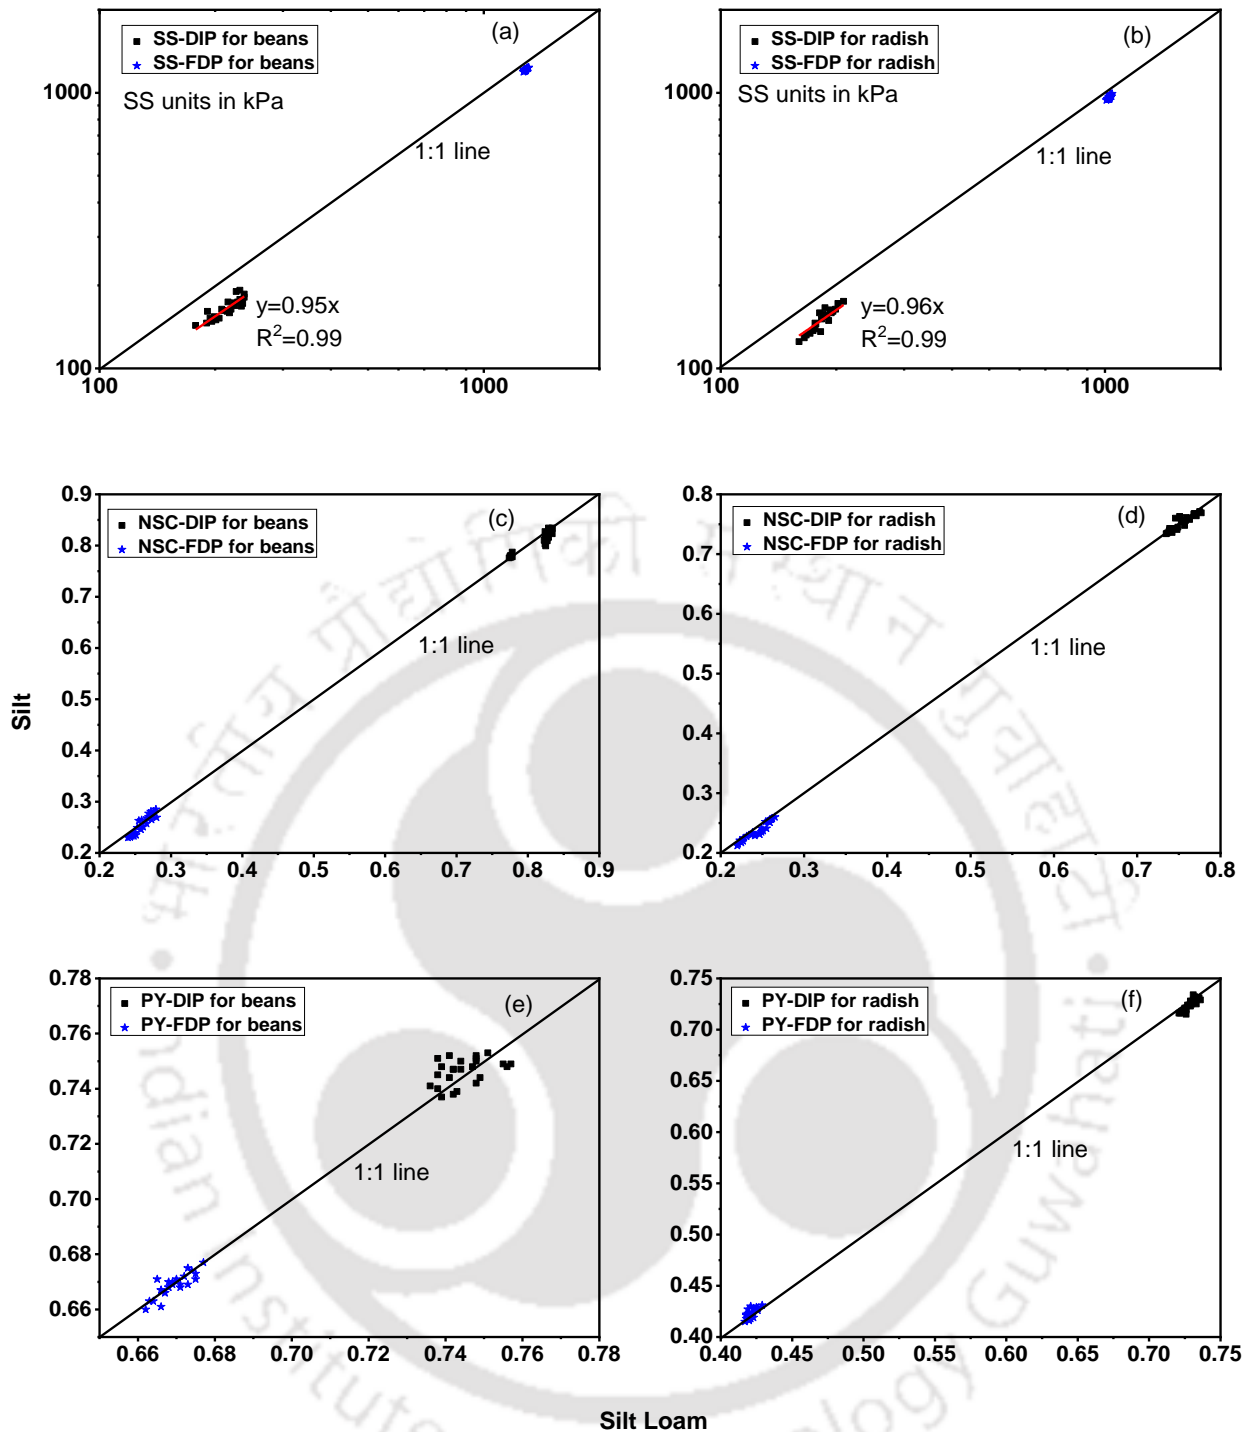 SS-DIP for beans
SS-FDP for beans
(a)
SS units in kPa
1:1 line
y=0.95x
R²=0.99
1000
100
100 1000
SS-DIP for radish
SS-FDP for radish
(b)
SS units in kPa
1:1 line
y=0.96x
R²=0.99
1000
100
100 1000
NSC-DIP for beans
NSC-FDP for beans
(c)
1:1 line
0.9
0.8
0.7
0.6
0.5
0.4
0.3
0.2
0.2 0.3 0.4 0.5 0.6 0.7 0.8 0.9
NSC-DIP for radish
NSC-FDP for radish
(d)
1:1 line
0.8
0.7
0.6
0.5
0.4
0.3
0.2
0.2 0.3 0.4 0.5 0.6 0.7 0.8
Silt
PY-DIP for beans
PY-FDP for beans
(e)
1:1 line
0.78
0.76
0.74
0.72
0.70
0.68
0.66
0.66 0.68 0.70 0.72 0.74 0.76 0.78
PY-DIP for radish
PY-FDP for radish
(f)
1:1 line
0.75
0.70
0.65
0.60
0.55
0.50
0.45
0.40
0.40 0.45 0.50 0.55 0.60 0.65 0.70 0.75
Silt Loam
Indian Institute Guwahati